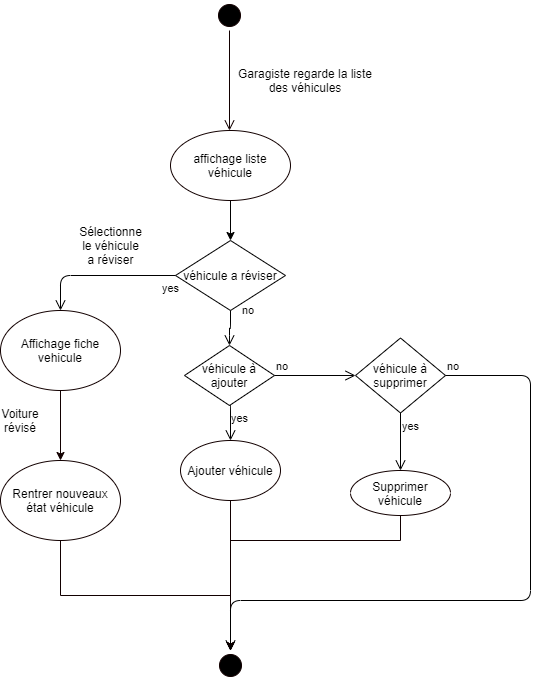 Garagiste regarde la liste
des véhicules
affichage liste
véhicule
Sélectionne
le véhicule
a réviser
véhicule a réviser
yes
no
Affichage fiche
vehicule
véhicule à
ajouter
no
véhicule à
supprimer
no
Voiture
révisé
yes
yes
Rentrer nouveaux
état véhicule
Ajouter véhicule
Supprimer
véhicule